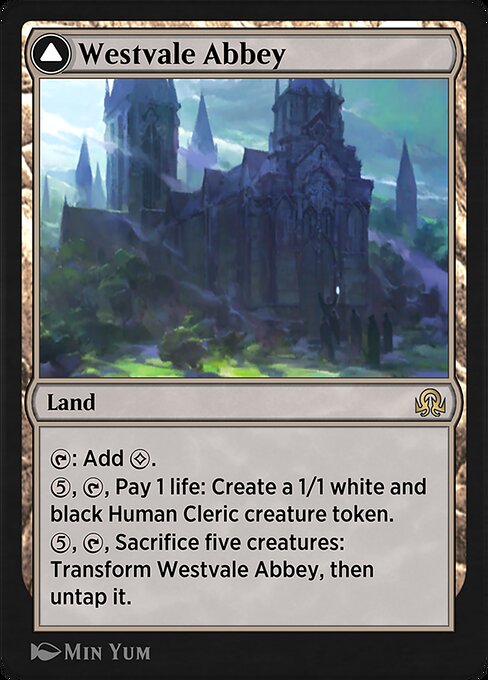 Westvale Abbey
Land
: Add .
5, , Pay 1 life: Create a 1/1 white and
black Human Cleric creature token.
5, , Sacrifice five creatures:
Transform Westvale Abbey, then
untap it.
Min Yum